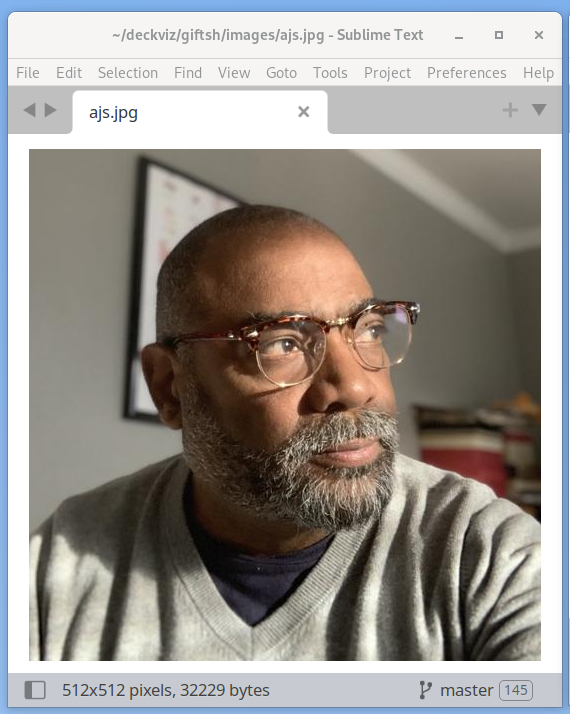 ~/deckviz/giftsh/images/ajs.jpg - Sublime Text
File Edit Selection Find View Goto Tools Project Preferences Help
ajs.jpg
512x512 pixels, 32229 bytes master 145